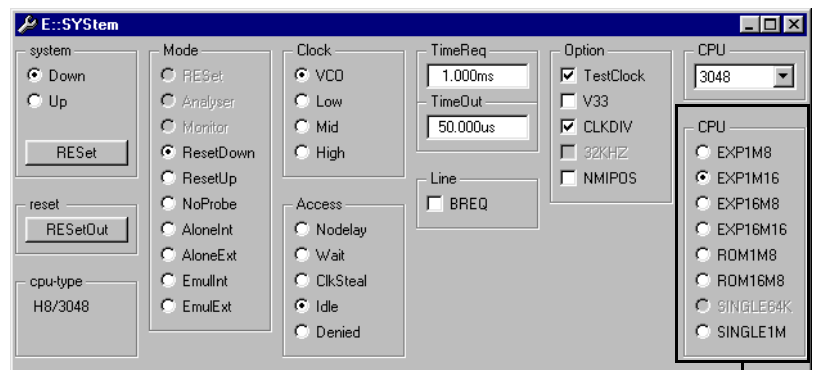 E::SYStem
system
Down
Up
RESet
reset
RESetOut
cpu-type
H8/3048
Mode
RESet
Analyser
Monitor
ResetDown
ResetUp
NoProbe
AloneInt
AloneExt
EmulInt
EmulExt
Clock
VCO
Low
Mid
High
Access
Nodelay
Wait
ClkSteal
Idle
Denied
TimeReq
1.000ms
TimeOut
50.000us
Line
BREQ
Option
TestClock
V33
CLKDIV
32KHZ
NMIPOS
CPU
3048
CPU
EXP1M8
EXP1M16
EXP16M8
EXP16M16
ROM1M8
ROM16M8
SINGLE64K
SINGLE1M